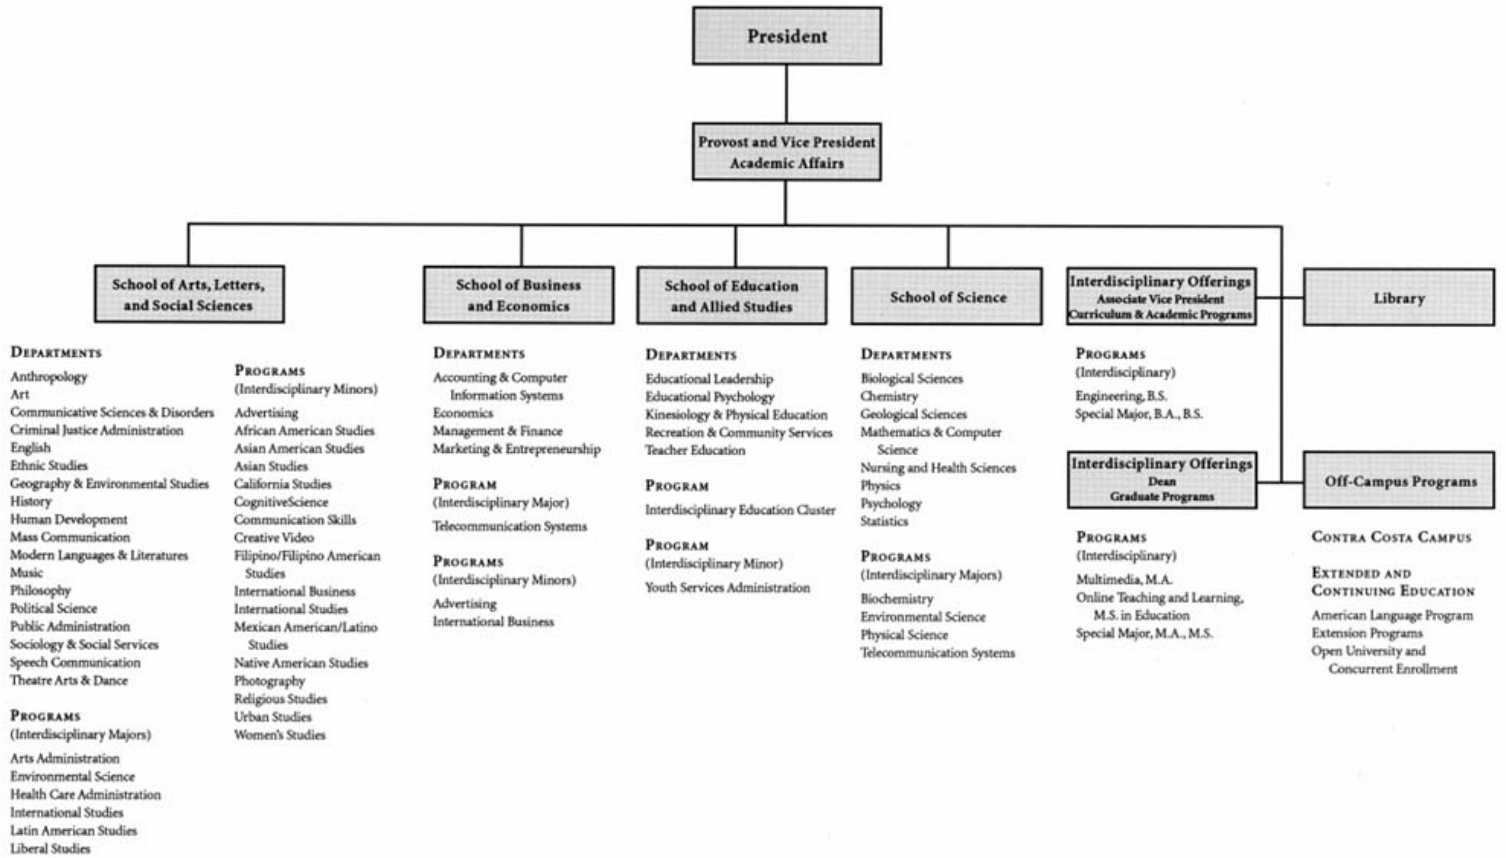 President
Provost and Vice President
Academic Affairs
School of Arts, Letters,
and Social Sciences
DEPARTMENTS
Anthropology
Art
Communicative Sciences & Disorders
Criminal Justice Administration
English
Ethnic Studies
Geography & Environmental Studies
History
Human Development
Mass Communication
Modern Languages & Literatures
Music
Philosophy
Political Science
Public Administration
Sociology & Social Services
Speech Communication
Theatre Arts & Dance
PROGRAMS
(Interdisciplinary Majors)
Arts Administration
Environmental Science
Health Care Administration
International Studies
Latin American Studies
Liberal Studies
PROGRAMS
(Interdisciplinary Minors)
Advertising
African American Studies
Asian American Studies
Asian Studies
California Studies
CognitiveScience
Communication Skills
Creative Video
Filipino/Filipino American
Studies
International Business
International Studies
Mexican American/Latino
Studies
Native American Studies
Photography
Religious Studies
Urban Studies
Women's Studies
School of Business
and Economics
DEPARTMENTS
Accounting & Computer
Information Systems
Economics
Management & Finance
Marketing & Entrepreneurship
PROGRAM
(Interdisciplinary Major)
Telecommunication Systems
PROGRAMS
(Interdisciplinary Minors)
Advertising
International Business
School of Education
and Allied Studies
DEPARTMENTS
Educational Leadership
Educational Psychology
Kinesiology & Physical Education
Recreation & Community Services
Teacher Education
PROGRAM
Interdisciplinary Education Cluster
PROGRAM
(Interdisciplinary Minor)
Youth Services Administration
School of Science
DEPARTMENTS
Biological Sciences
Chemistry
Geological Sciences
Mathematics & Computer
Science
Nursing and Health Sciences
Physics
Psychology
Statistics
PROGRAMS
(Interdisciplinary Majors)
Biochemistry
Environmental Science
Physical Science
Telecommunication Systems
Interdisciplinary Offerings
Associate Vice President
Curriculum & Academic Programs
PROGRAMS
(Interdisciplinary)
Engineering, B.S.
Special Major, B.A., B.S.
Interdisciplinary Offerings
Dean
Graduate Programs
PROGRAMS
(Interdisciplinary)
Multimedia, M.A.
Online Teaching and Learning,
M.S. in Education
Special Major, M.A., M.S.
Library
Off-Campus Programs
CONTRA COSTA CAMPUS
EXTENDED AND
CONTINUING EDUCATION
American Language Program
Extension Programs
Open University and
Concurrent Enrollment